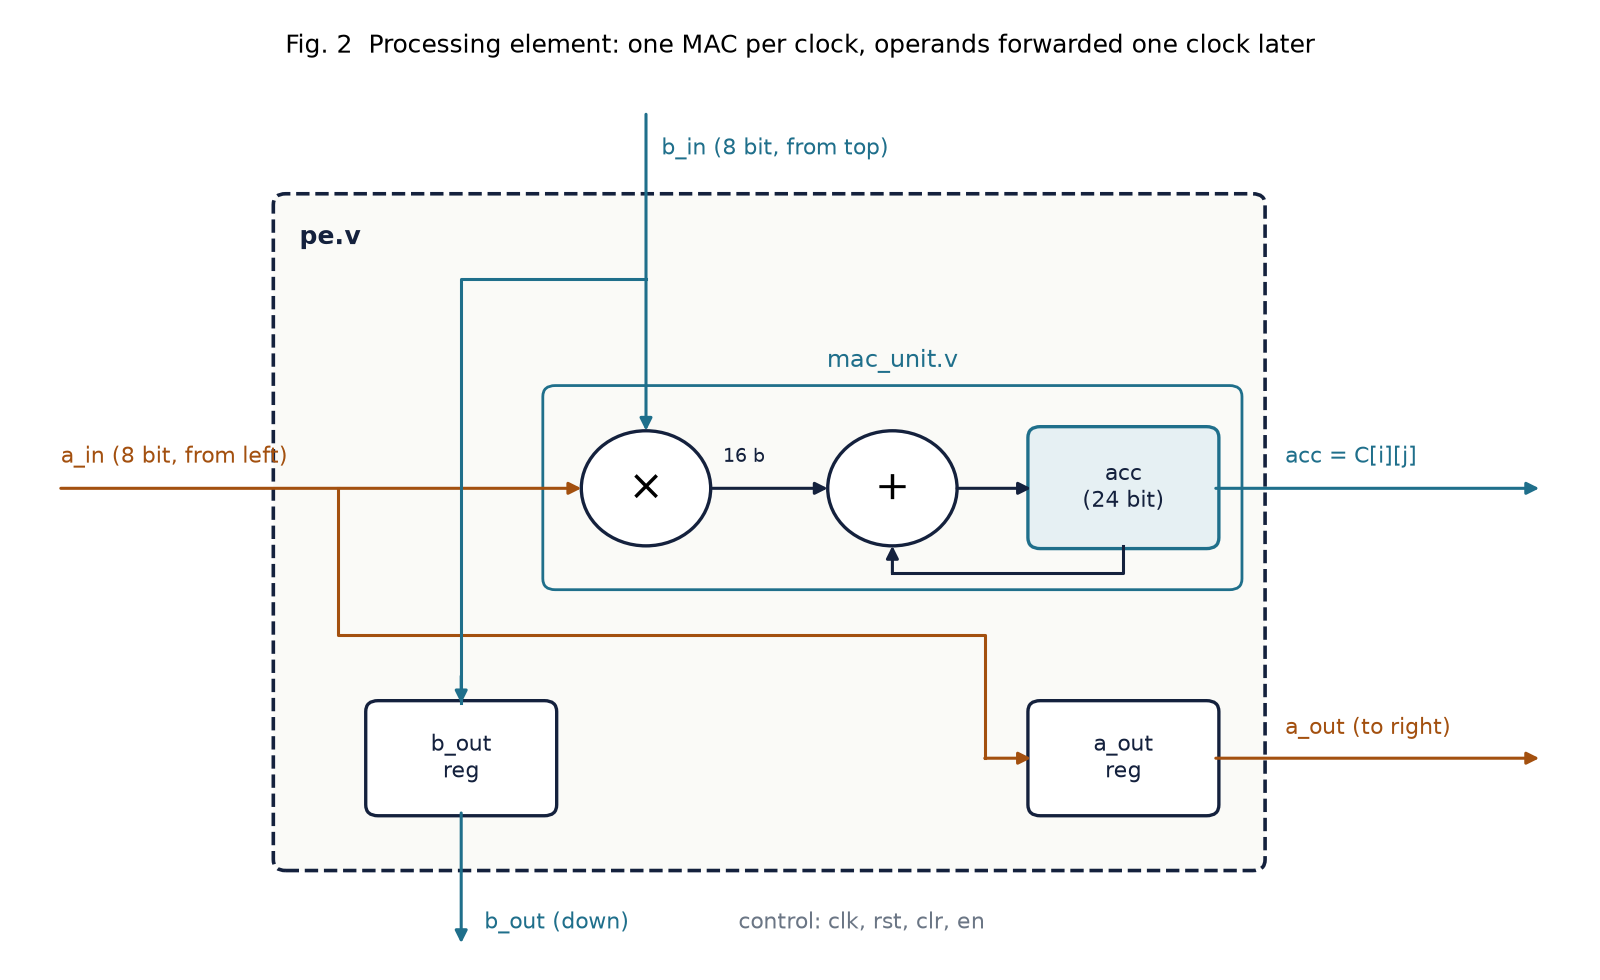 Fig. 2  Processing element: one MAC per clock, operands forwarded one clock later
b_in (8 bit, from top)
pe.v
mac_unit.v
a_in (8 bit, from left)
16 b
×
+
acc
(24 bit)
acc = C[i][j]
b_out
reg
a_out
reg
a_out (to right)
b_out (down)
control: clk, rst, clr, en